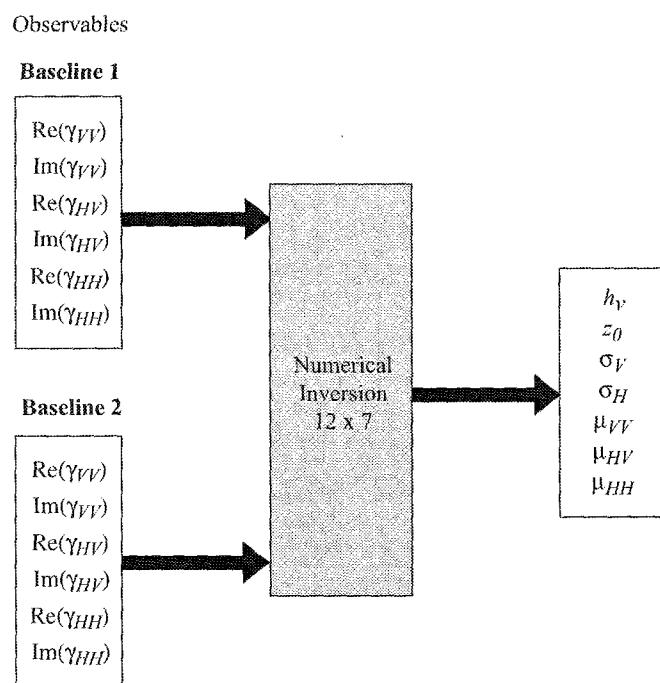 Observables
Baseline 1
Re(γVV)
Im(γVV)
Re(γHV)
Im(γHV)
Re(γHH)
Im(γHH)
Baseline 2
Re(γVV)
Im(γVV)
Re(γHV)
Im(γHV)
Re(γHH)
Im(γHH)
Numerical
Inversion
12 x 7
hv
z0
σV
σH
μVV
μHV
μHH